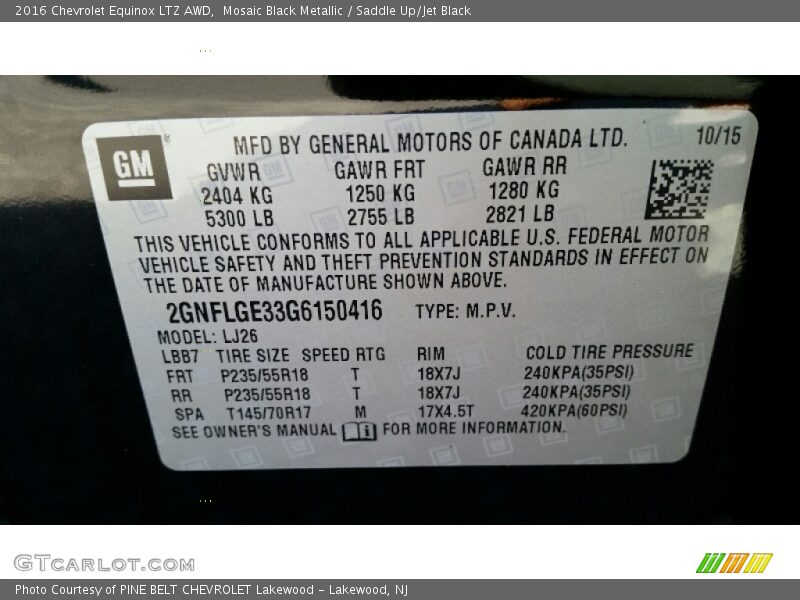 2016 Chevrolet Equinox LTZ AWD,  Mosaic Black Metallic / Saddle Up/Jet Black
GM
MFD BY GENERAL MOTORS OF CANADA LTD. 10/15
GVWR GAWR FRT GAWR RR
2404 KG 1250 KG 1280 KG
5300 LB 2755 LB 2821 LB
THIS VEHICLE CONFORMS TO ALL APPLICABLE U.S. FEDERAL MOTOR
VEHICLE SAFETY AND THEFT PREVENTION STANDARDS IN EFFECT ON
THE DATE OF MANUFACTURE SHOWN ABOVE.
2GNFLGE33G6150416 TYPE: M.P.V.
MODEL: LJ26
LBB7 TIRE SIZE SPEED RTG RIM COLD TIRE PRESSURE
FRT P235/55R18 T 18X7J 240KPA(35PSI)
RR P235/55R18 T 18X7J 240KPA(35PSI)
SPA T145/70R17 M 17X4.5T 420KPA(60PSI)
SEE OWNER'S MANUAL FOR MORE INFORMATION.
GTcarlot.com
Photo Courtesy of PINE BELT CHEVROLET Lakewood - Lakewood, NJ